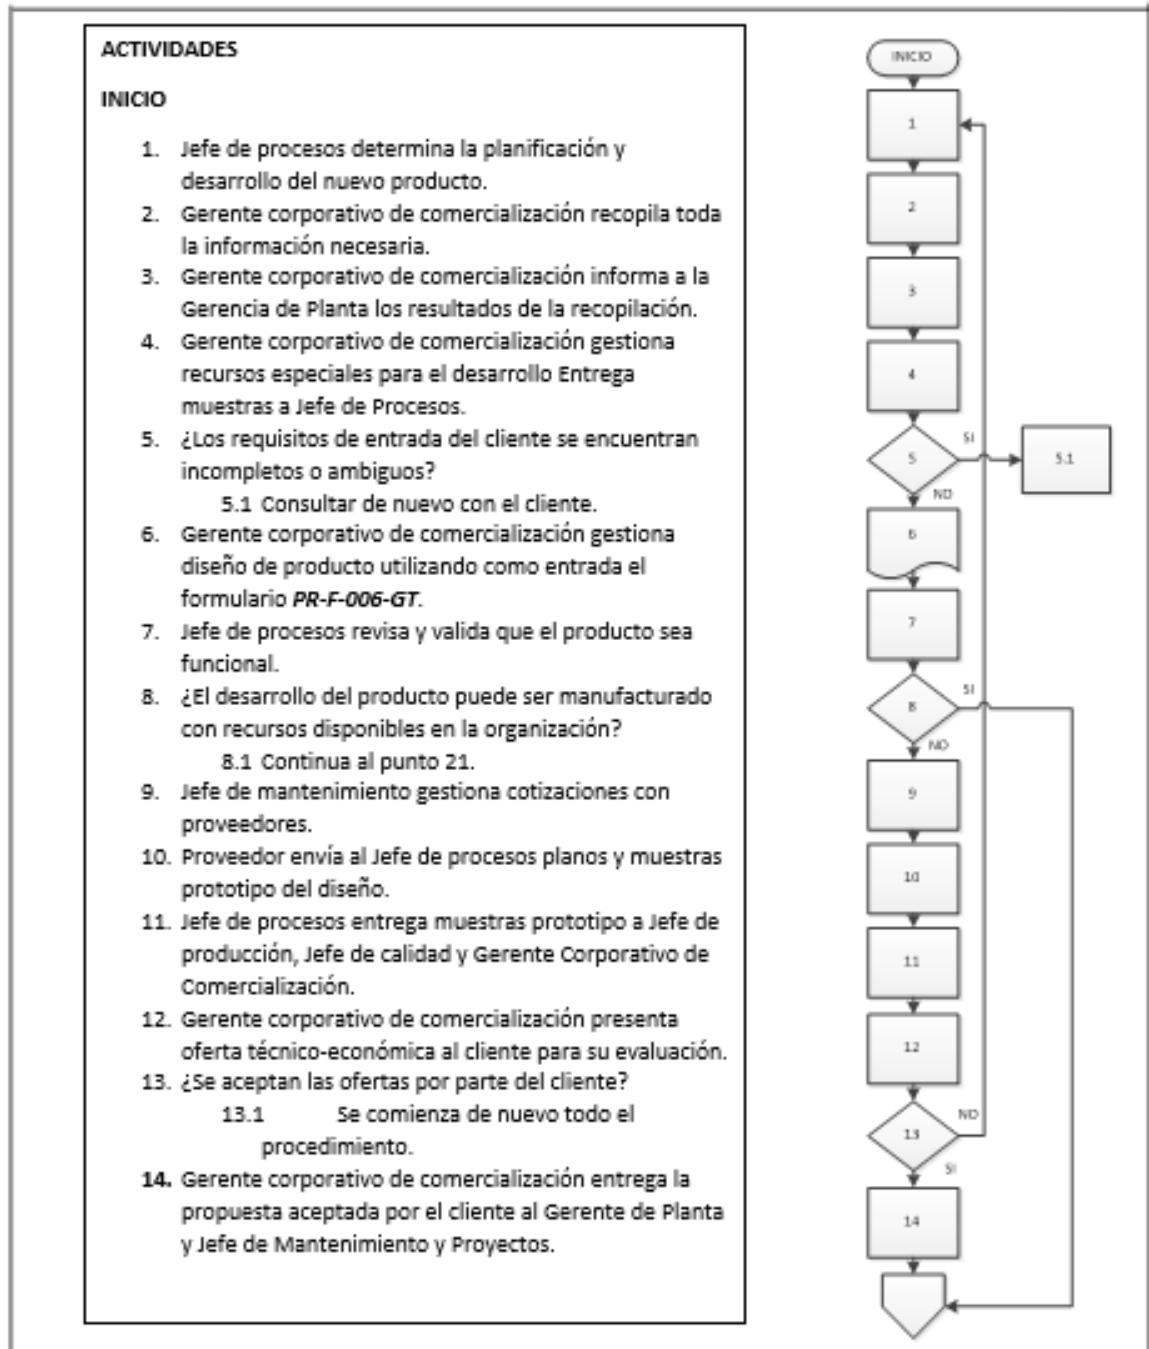 ACTIVIDADES
INICIO
1. Jefe de procesos determina la planificación y
desarrollo del nuevo producto.
2. Gerente corporativo de comercialización recopila toda
la información necesaria.
3. Gerente corporativo de comercialización informa a la
Gerencia de Planta los resultados de la recopilación.
4. Gerente corporativo de comercialización gestiona
recursos especiales para el desarrollo Entrega
muestras a Jefe de Procesos.
5. ¿Los requisitos de entrada del cliente se encuentran
incompletos o ambiguos?
5.1 Consultar de nuevo con el cliente.
6. Gerente corporativo de comercialización gestiona
diseño de producto utilizando como entrada el
formulario PR-F-006-GT.
7. Jefe de procesos revisa y valida que el producto sea
funcional.
8. ¿El desarrollo del producto puede ser manufacturado
con recursos disponibles en la organización?
8.1 Continua al punto 21.
9. Jefe de mantenimiento gestiona cotizaciones con
proveedores.
10. Proveedor envía al Jefe de procesos planos y muestras
prototipo del diseño.
11. Jefe de procesos entrega muestras prototipo a Jefe de
producción, Jefe de calidad y Gerente Corporativo de
Comercialización.
12. Gerente corporativo de comercialización presenta
oferta técnico-económica al cliente para su evaluación.
13. ¿Se aceptan las ofertas por parte del cliente?
13.1 Se comienza de nuevo todo el
procedimiento.
14. Gerente corporativo de comercialización entrega la
propuesta aceptada por el cliente al Gerente de Planta
y Jefe de Mantenimiento y Proyectos.
INICIO
1
2
3
4
5
SI
5.1
NO
6
7
8
SI
NO
9
10
11
12
13
NO
SI
14